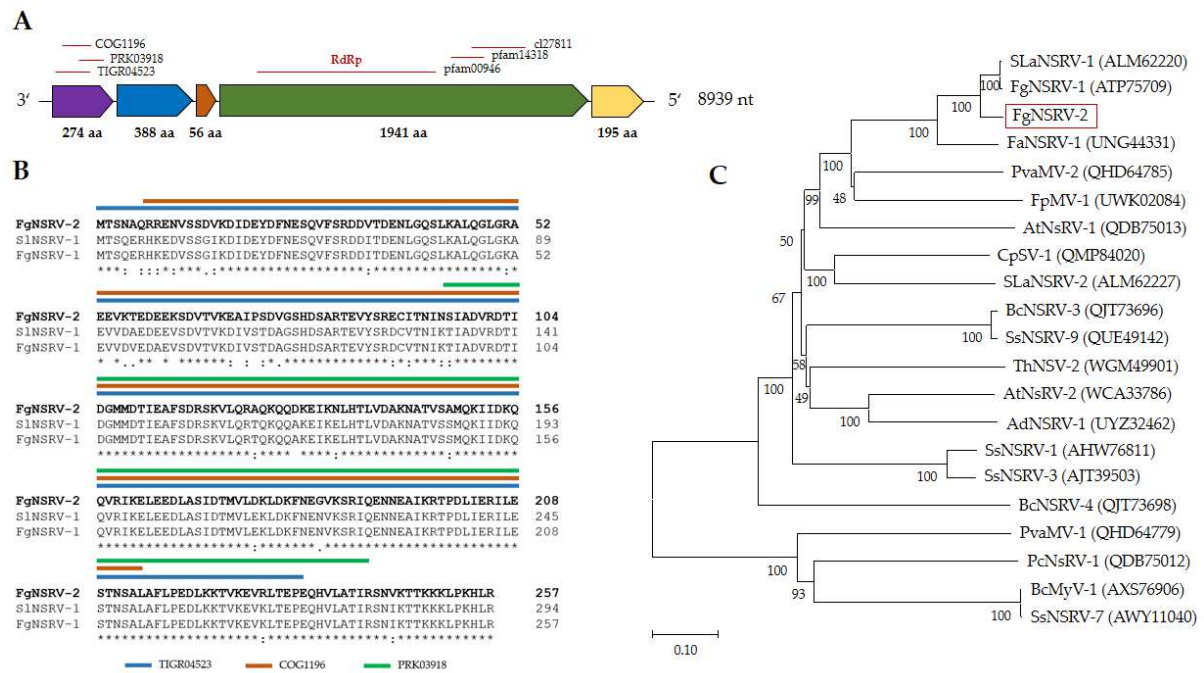 A
COG1196
PRK03918
TIGR04523
RdRp
cl27811
pfam14318
pfam00946
3' 5' 8939 nt
274 aa 388 aa 56 aa 1941 aa 195 aa
B
FgNSRV-2 MTSNAQRRENVSSDVKDIDEYDFNESQVFSRDDVTDENLGQSLKALQGLGRA 52
SlNSRV-1 MTSQERHKEDVSSGIKDIDEYDFNESQVFSRDDITDENLGQSLKALQGLGKA 89
FgNSRV-1 MTSQERHKEDVSSGIKDIDEYDFNESQVFSRDDITDENLGQSLKALQGLGKA 52
***: :::*:***.:******************:****************:*
FgNSRV-2 EEVKTEDEEKSDVTVKEAIPSDVGSHDSARTEVYSRECITNINSIADVRDTI 104
SlNSRV-1 EVVDAEDEEVSDVTVKDIVSTDAGSHDSARTEVYSRDCVTNIKTIADVRDTI 141
FgNSRV-1 EVVDVEDAEVSDVTVKDIVSTDAGSHDSARTEVYSRDCVTNIKTIADVRDTI 104
* *..** * ******: : :*.*************:*:***::********
FgNSRV-2 DGMMDTIEAFSDRSKVLQRAQKQQDKEIKNLHTLVDAKNATVSAMQKIIDKQ 156
SlNSRV-1 DGMMDTIEAFSDRSKVLQRTQKQQAKEIKELHTLVDAKNATVSSMQKIIDKQ 193
FgNSRV-1 DGMMDTIEAFSDRSKVLQRTQKQQAKEIKELHTLVDAKNATVSSMQKIIDKQ 156
*******************:**** ****:*************:********
FgNSRV-2 QVRIKELEEDLASIDTMVLDKLDKFNEGVKSRIQENNEAIKRTPDLIERILE 208
SlNSRV-1 QVRIKELEEDLASIDTMVLEKLDKFNENVKSRIQENNEAIKRTPDLIERILE 245
FgNSRV-1 QVRIKELEEDLASIDTMVLEKLDKFNENVKSRIQENNEAIKRTPDLIERILE 208
*******************:*******.************************
FgNSRV-2 STNSALAFLPEDLKKTVKEVRLTEPEQHVLATIRSNVKTTKKKLPKHLR 257
SlNSRV-1 STNSALAFLPEDLKKTVKEVKLTEPEQHVLATIRSNIKTTKKKLPKHLR 294
FgNSRV-1 STNSALAFLPEDLKKTVKEVKLTEPEQHVLATIRSNIKTTKKKLPKHLR 257
********************:***************:************
TIGR04523 COG1196 PRK03918
C
SLaNSRV-1 (ALM62220)
FgNSRV-1 (ATP75709)
FgNSRV-2
FaNSRV-1 (UNG44331)
PvaMV-2 (QHD64785)
FpMV-1 (UWK02084)
AtNsRV-1 (QDB75013)
CpSV-1 (QMP84020)
SLaNSRV-2 (ALM62227)
BcNSRV-3 (QJT73696)
SsNSRV-9 (QUE49142)
ThNSV-2 (WGM49901)
AtNsRV-2 (WCA33786)
AdNSRV-1 (UYZ32462)
SsNSRV-1 (AHW76811)
SsNSRV-3 (AJT39503)
BcNSRV-4 (QJT73698)
PvaMV-1 (QHD64779)
PcNsRV-1 (QDB75012)
BcMyV-1 (AXS76906)
SsNSRV-7 (AWY11040)
100
100
100
100
48
99
50
100
67
100
58
49
100
100
100
100
93
100
0.10